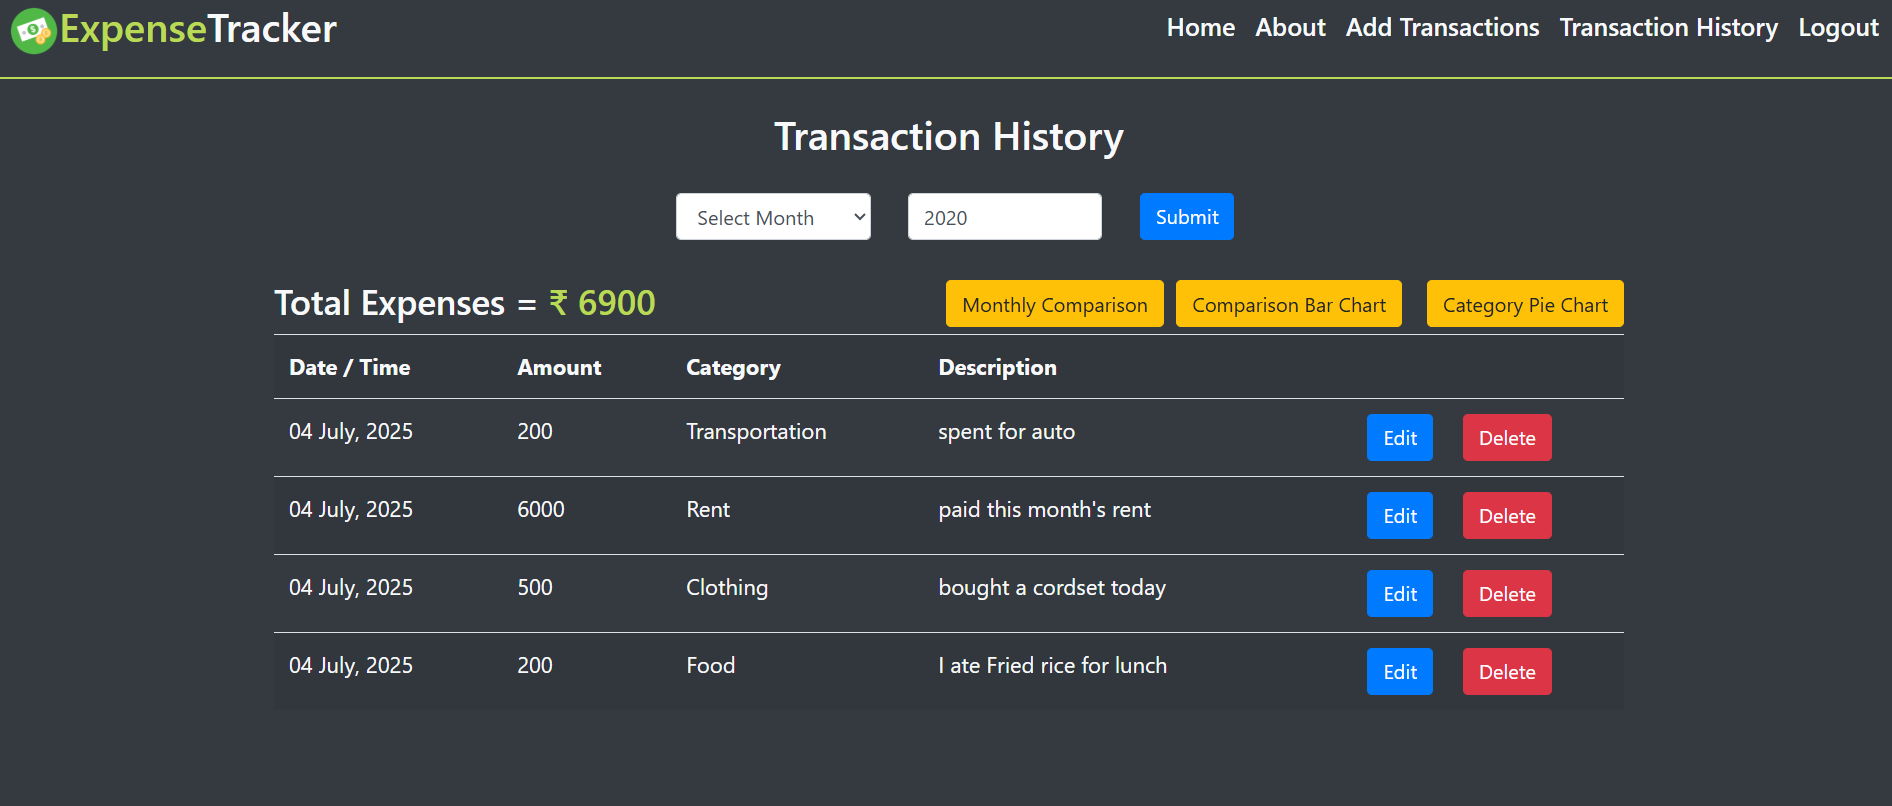 ExpenseTracker Home About Add Transactions Transaction History Logout
Transaction History
Select Month 2020 Submit
Total Expenses = ₹ 6900 Monthly Comparison Comparison Bar Chart Category Pie Chart
Date / Time Amount Category Description
04 July, 2025 200 Transportation spent for auto Edit Delete
04 July, 2025 6000 Rent paid this month's rent Edit Delete
04 July, 2025 500 Clothing bought a cordset today Edit Delete
04 July, 2025 200 Food I ate Fried rice for lunch Edit Delete